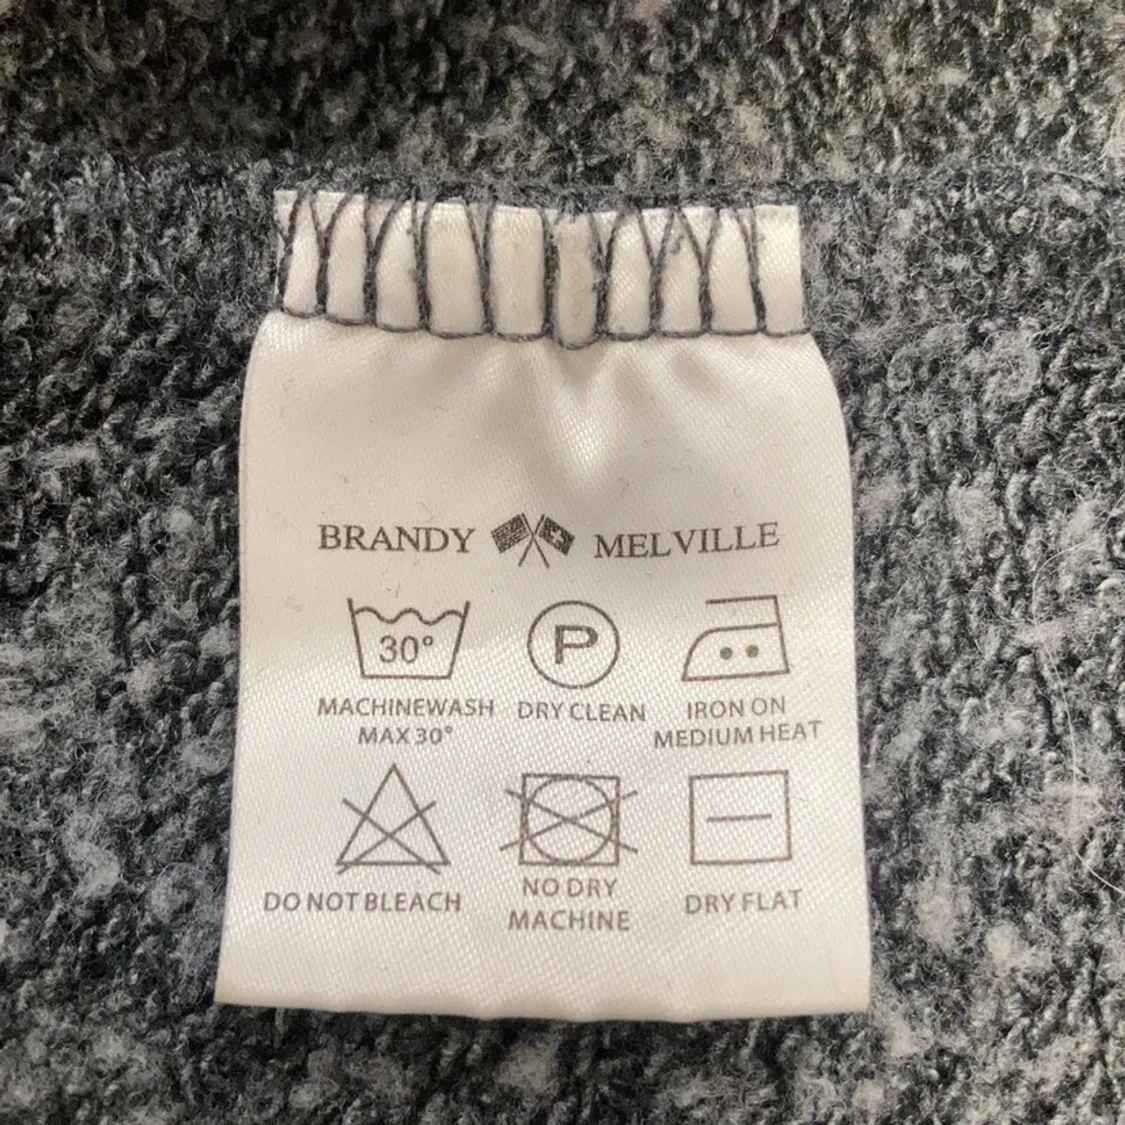 BRANDY MELVILLE
30° P
MACHINEWASH DRY CLEAN IRON ON
MAX 30° MEDIUM HEAT
DO NOT BLEACH NO DRY DRY FLAT
MACHINE